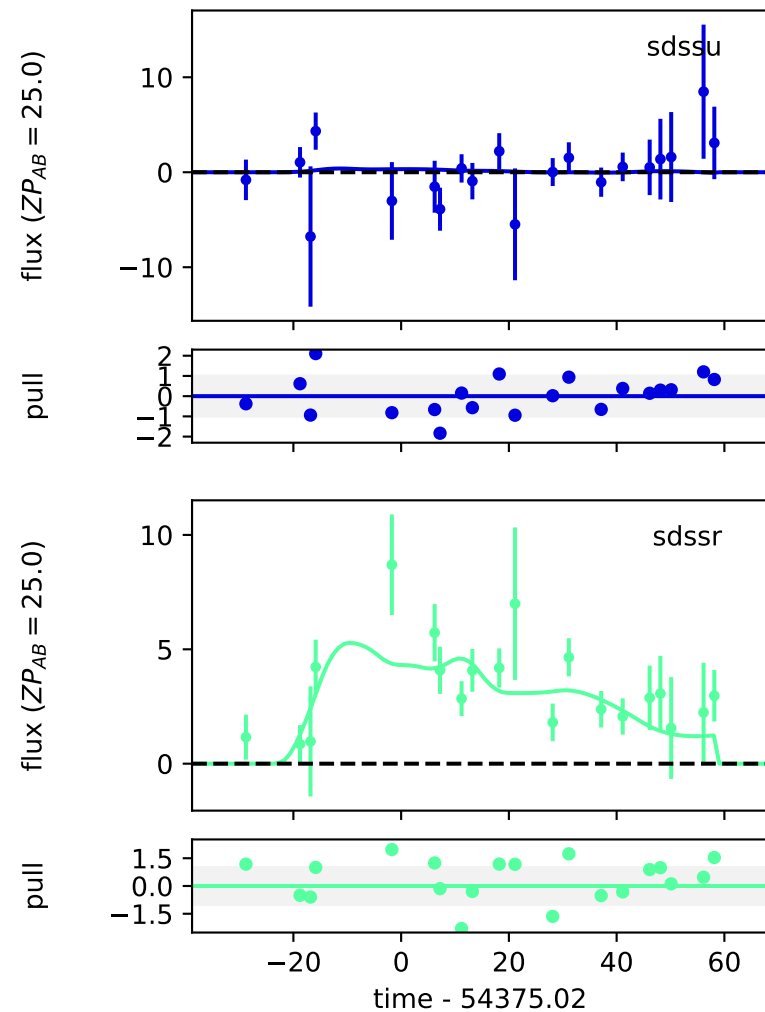 sdssu
flux ($ZP_{AB} = 25.0$)
10
0
−10
pull
2
1
0
−1
−2
sdssr
flux ($ZP_{AB} = 25.0$)
10
5
0
pull
1.5
0.0
−1.5
−20 0 20 40 60
time - 54375.02